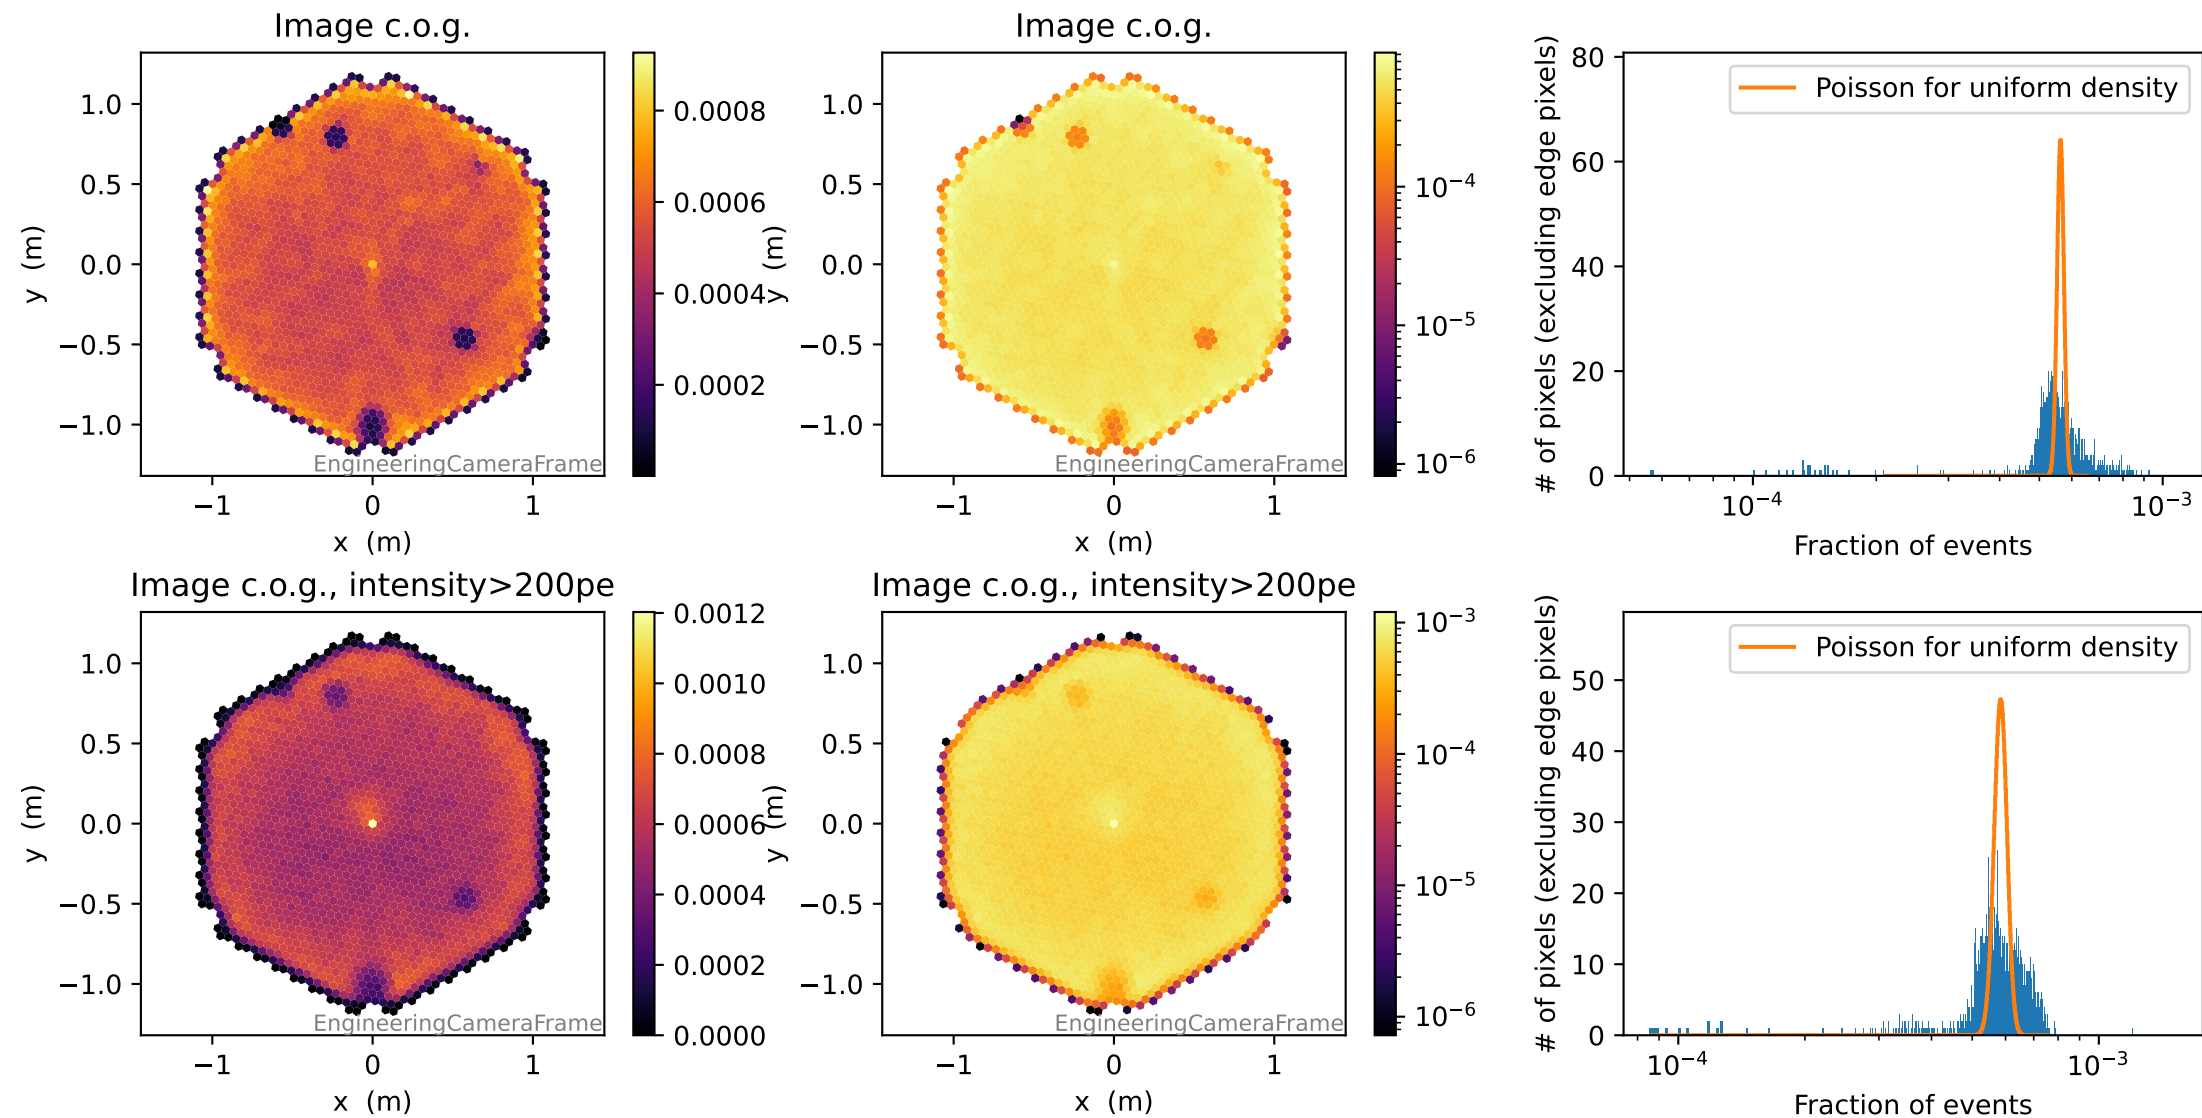 Image c.o.g.
1.0
0.5
0.0
−0.5
−1.0
y (m)
−1
0
1
x (m)
EngineeringCameraFrame
0.0008
0.0006
0.0004
0.0002
Image c.o.g.
1.0
0.5
0.0
−0.5
−1.0
y (m)
−1
0
1
x (m)
EngineeringCameraFrame
10⁻⁴
10⁻⁵
10⁻⁶
80
60
40
20
0
# of pixels (excluding edge pixels)
Poisson for uniform density
10⁻⁴
10⁻³
Fraction of events
Image c.o.g., intensity>200pe
1.0
0.5
0.0
−0.5
−1.0
y (m)
−1
0
1
x (m)
EngineeringCameraFrame
0.0012
0.0010
0.0008
0.0006
0.0004
0.0002
0.0000
Image c.o.g., intensity>200pe
1.0
0.5
0.0
−0.5
−1.0
y (m)
−1
0
1
x (m)
EngineeringCameraFrame
10⁻³
10⁻⁴
10⁻⁵
10⁻⁶
50
40
30
20
10
0
# of pixels (excluding edge pixels)
Poisson for uniform density
10⁻⁴
10⁻³
Fraction of events